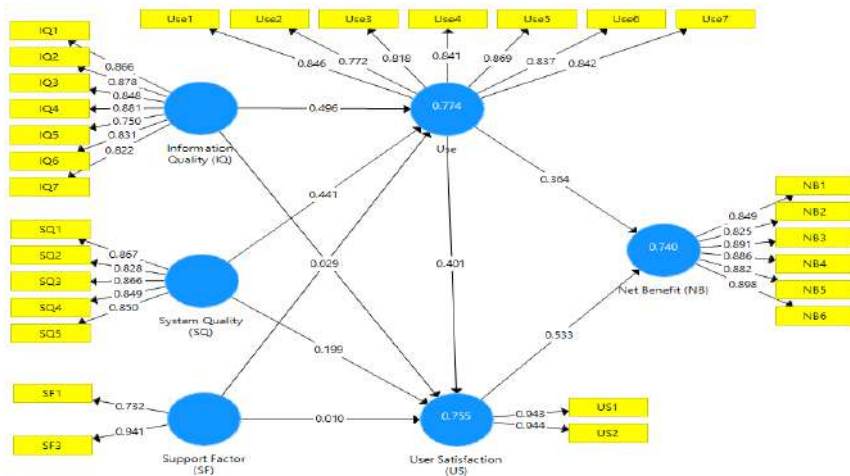 Use1
Use2
Use3
Use4
Use5
Use6
Use7
IQ1
IQ2
IQ3
IQ4
IQ5
IQ6
IQ7
0.866
0.878
0.848
0.881
0.750
0.831
0.822
0.846
0.772
0.818
0.841
0.869
0.837
0.842
Information
Quality (IQ)
0.496
0.774
Use
0.441
0.029
0.401
0.364
SQ1
SQ2
SQ3
SQ4
SQ5
0.867
0.828
0.866
0.849
0.850
System Quality
(SQ)
0.199
0.740
Net Benefit (NB)
NB1
NB2
NB3
NB4
NB5
NB6
0.849
0.825
0.891
0.886
0.882
0.898
0.533
SF1
SF3
0.732
0.941
Support Factor
(SF)
0.010
0.755
User Satisfaction
(US)
0.943
0.944
US1
US2